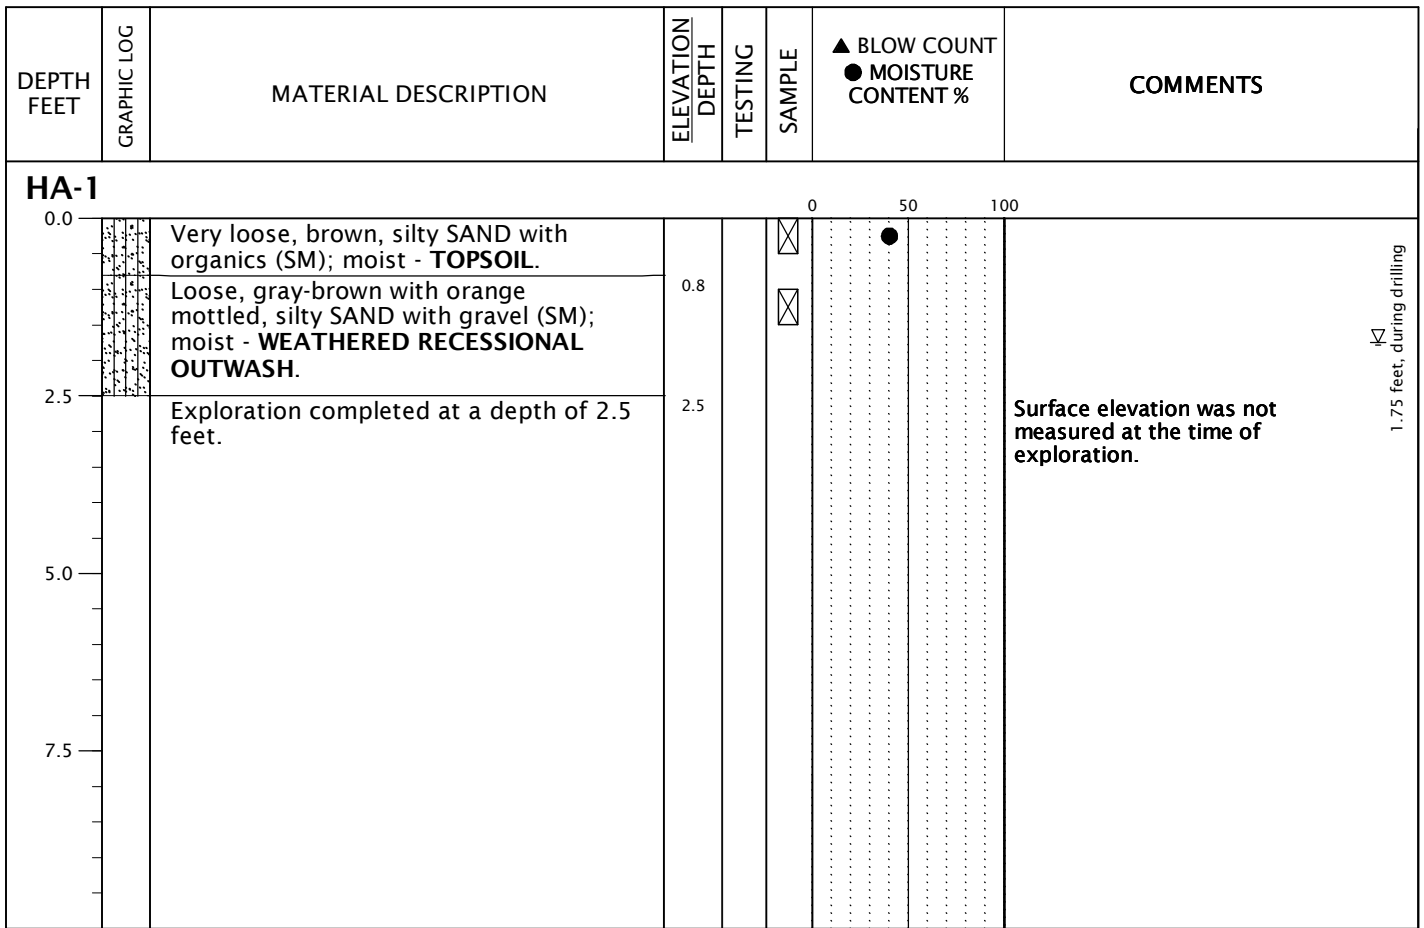 DEPTH
FEET
GRAPHIC LOG
MATERIAL DESCRIPTION
ELEVATION
DEPTH
TESTING
SAMPLE
▲ BLOW COUNT
● MOISTURE
CONTENT %
COMMENTS
HA-1
0 50 100
0.0
Very loose, brown, silty SAND with
organics (SM); moist - TOPSOIL.
0.8
Loose, gray-brown with orange
mottled, silty SAND with gravel (SM);
moist - WEATHERED RECESSIONAL
OUTWASH.
1.75 feet, during drilling
2.5
2.5
Exploration completed at a depth of 2.5
feet.
Surface elevation was not
measured at the time of
exploration.
5.0
7.5